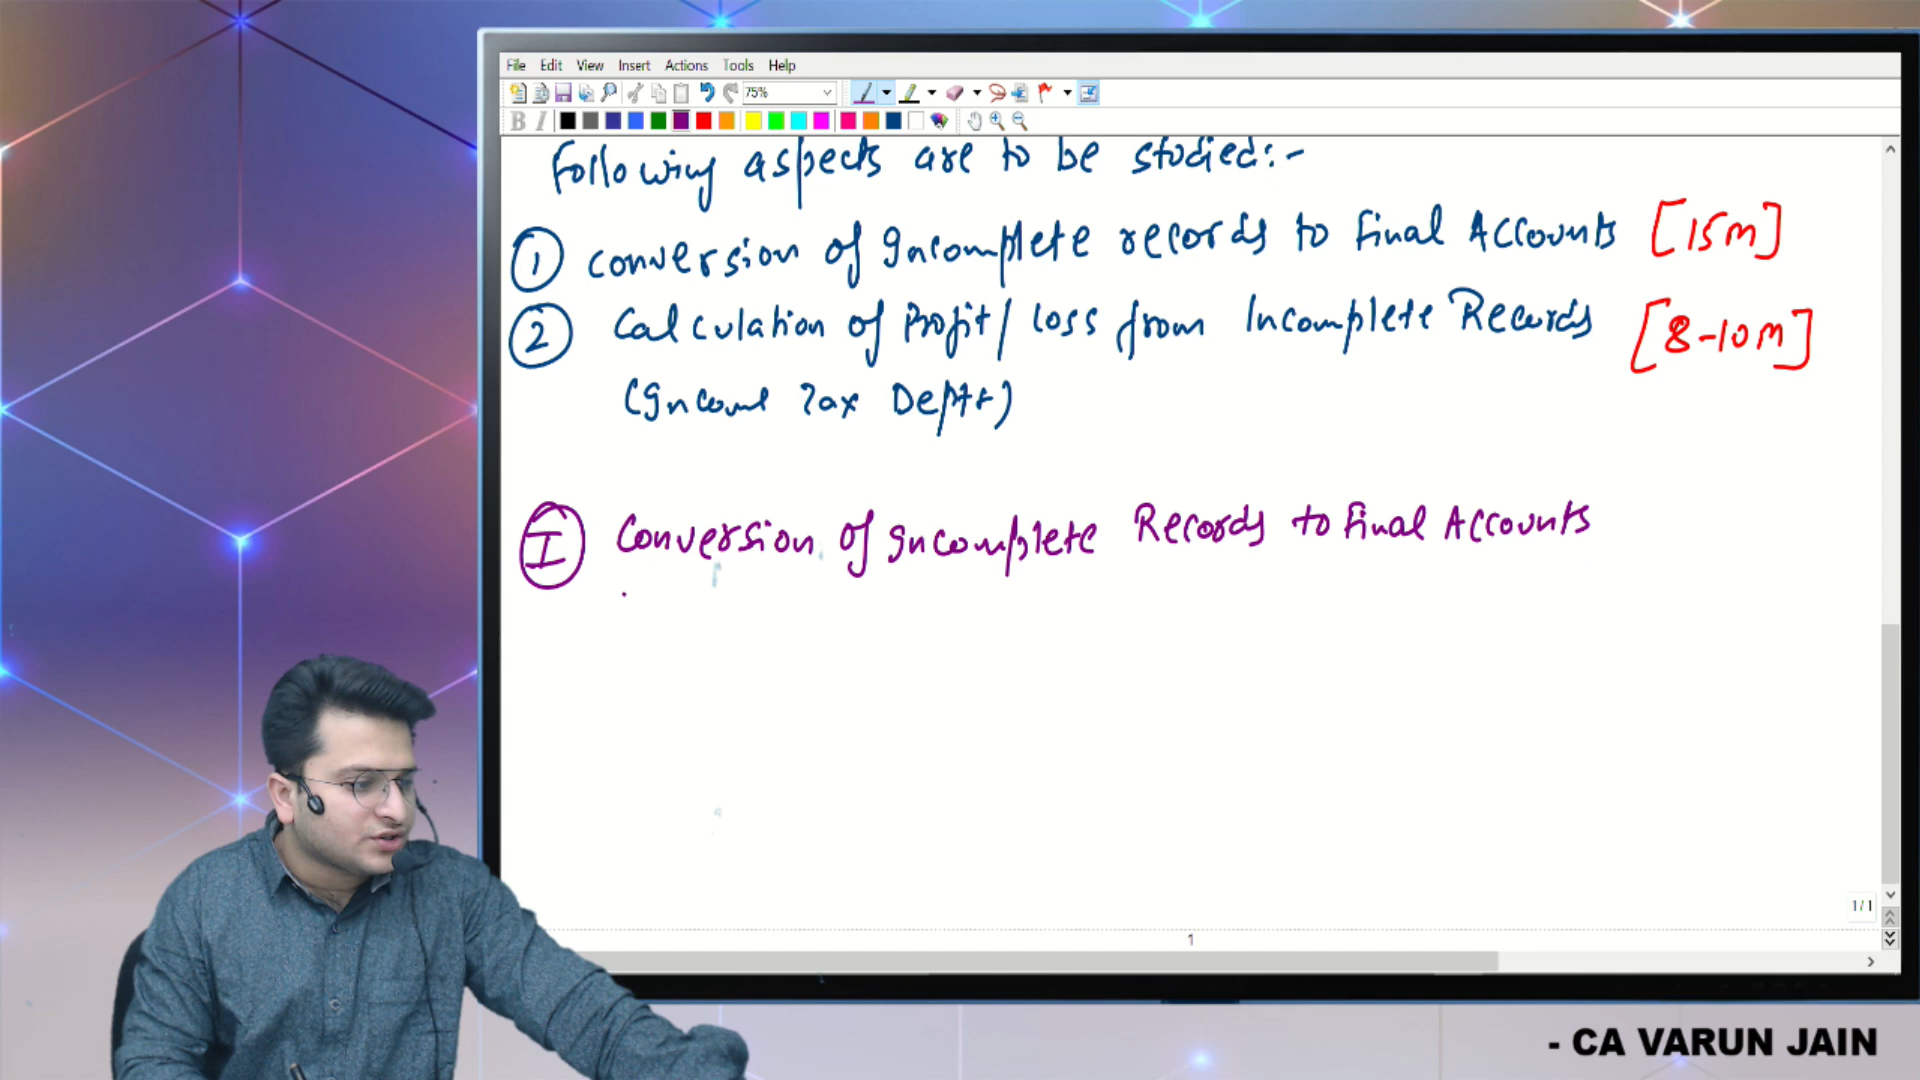 File Edit View Insert Actions Tools Help
75%
B I
Following aspects are to be studied:-
① Conversion of Incomplete records to Final Accounts [15M]
② Calculation of Profit/Loss from Incomplete Records [8-10M]
(Income Tax Deptt)
Ⓘ Conversion of Incomplete Records to Final Accounts
1/1
1
- CA VARUN JAIN